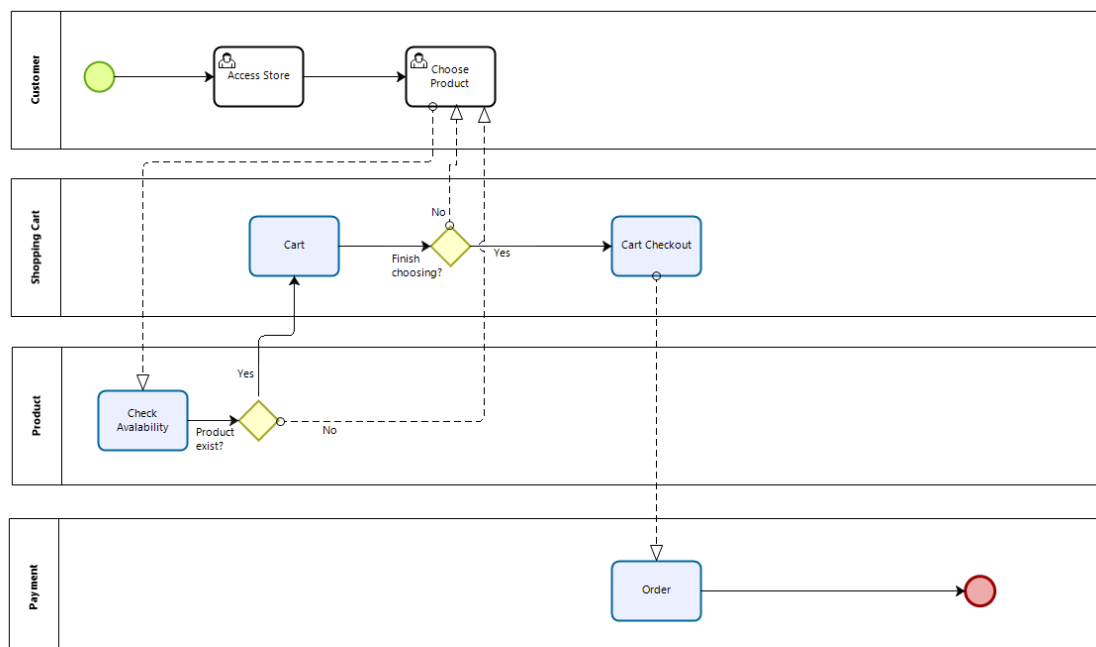 Customer
Access Store
Choose
Product
Shopping Cart
No
Cart
Finish
choosing?
Yes
Cart Checkout
Product
Yes
Check
Avalability
Product
exist?
No
Payment
Order